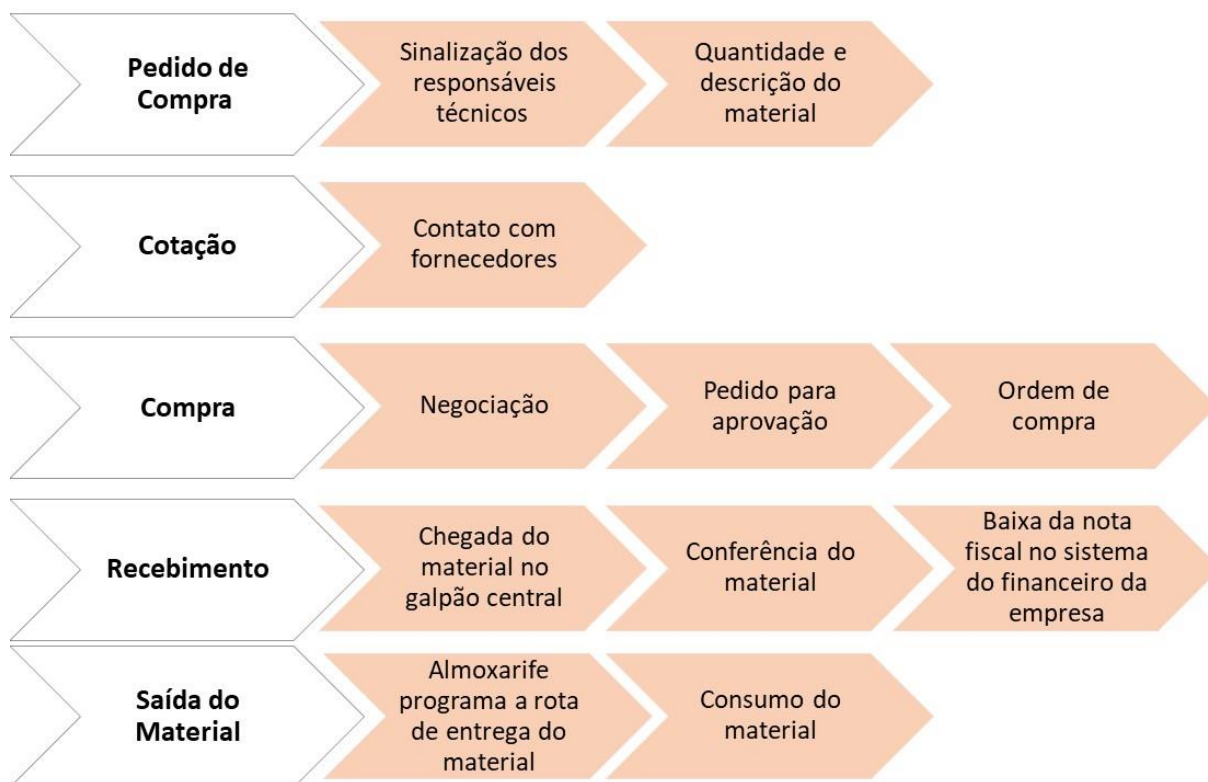 Pedido de
Compra
Sinalização dos
responsáveis
técnicos
Quantidade e
descrição do
material
Cotação
Contato com
fornecedores
Compra
Negociação
Pedido para
aprovação
Ordem de
compra
Recebimento
Chegada do
material no
galpão central
Conferência do
material
Baixa da nota
fiscal no sistema
do financeiro da
empresa
Saída do
Material
Almoxarife
programa a rota
de entrega do
material
Consumo do
material